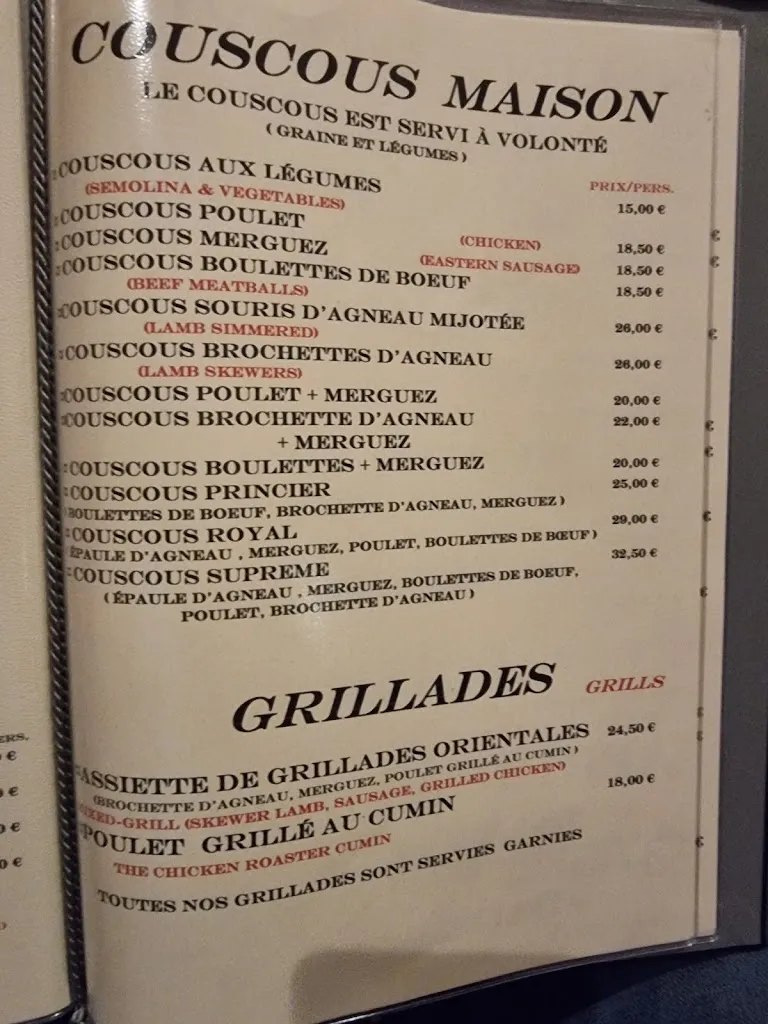 COUSCOUS MAISON
LE COUSCOUS EST SERVI À VOLONTÉ
( GRAINE ET LÉGUMES )
PRIX/PERS.
COUSCOUS AUX LÉGUMES 15,00 €
(SEMOLINA & VEGETABLES)
COUSCOUS POULET (CHICKEN) 18,50 €
COUSCOUS MERGUEZ (EASTERN SAUSAGE) 18,50 €
COUSCOUS BOULETTES DE BOEUF 18,50 €
(BEEF MEATBALLS)
COUSCOUS SOURIS D'AGNEAU MIJOTÉE 26,00 €
(LAMB SIMMERED)
COUSCOUS BROCHETTES D'AGNEAU 26,00 €
(LAMB SKEWERS)
COUSCOUS POULET + MERGUEZ 20,00 €
COUSCOUS BROCHETTE D'AGNEAU 22,00 €
+ MERGUEZ
COUSCOUS BOULETTES + MERGUEZ 20,00 €
COUSCOUS PRINCIER 25,00 €
(BOULETTES DE BOEUF, BROCHETTE D'AGNEAU, MERGUEZ )
COUSCOUS ROYAL 29,00 €
ÉPAULE D'AGNEAU , MERGUEZ, POULET, BOULETTES DE BŒUF )
COUSCOUS SUPREME 32,50 €
( ÉPAULE D'AGNEAU , MERGUEZ, BOULETTES DE BOEUF,
POULET, BROCHETTE D'AGNEAU )
GRILLADES GRILLS
ASSIETTE DE GRILLADES ORIENTALES 24,50 €
(BROCHETTE D'AGNEAU, MERGUEZ, POULET GRILLÉ AU CUMIN )
MIXED-GRILL (SKEWER LAMB, SAUSAGE, GRILLED CHICKEN)
POULET GRILLÉ AU CUMIN 18,00 €
THE CHICKEN ROASTER CUMIN
TOUTES NOS GRILLADES SONT SERVIES GARNIES